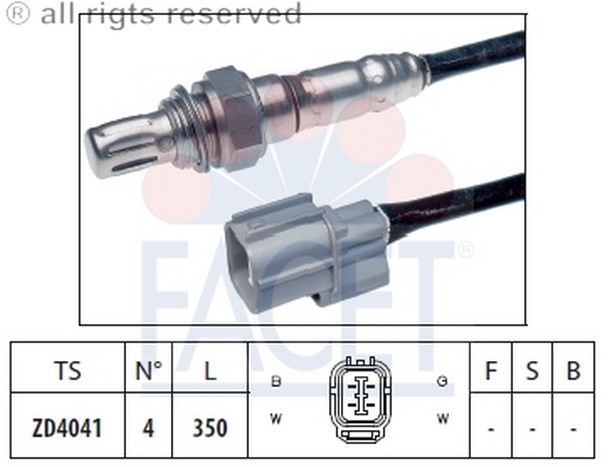 ® all rigts reserved
FACET®
TS N° L B G F S B
ZD4041 4 350 W W - - -